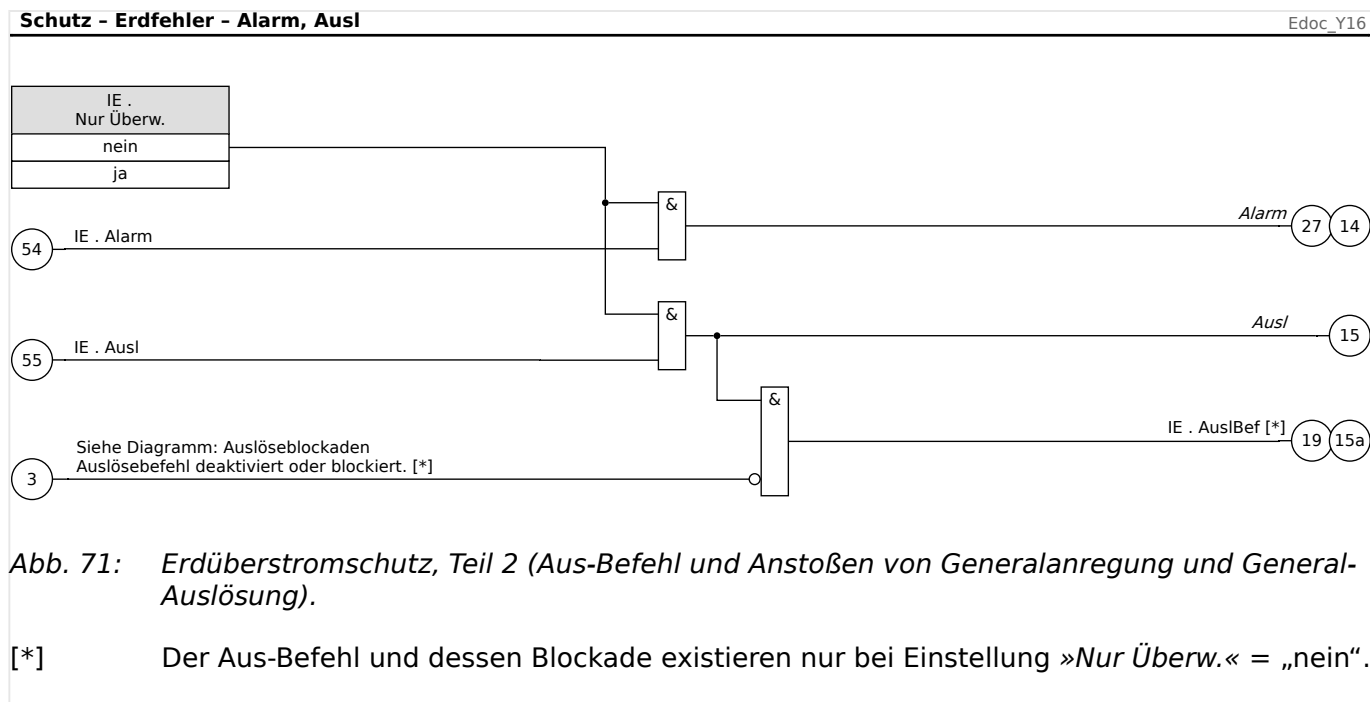 Schutz – Erdfehler – Alarm, Ausl
Edoc_Y16
IE .
Nur Überw.
nein
ja
&
Alarm
27 14
54
IE . Alarm
&
Ausl
15
55
IE . Ausl
&
IE . AuslBef [*]
19 15a
Siehe Diagramm: Auslöseblockaden
Auslösebefehl deaktiviert oder blockiert. [*]
3
Abb. 71: Erdüberstromschutz, Teil 2 (Aus-Befehl und Anstoßen von Generalanregung und General-
Auslösung).
[*] Der Aus-Befehl und dessen Blockade existieren nur bei Einstellung »Nur Überw.« = „nein“.